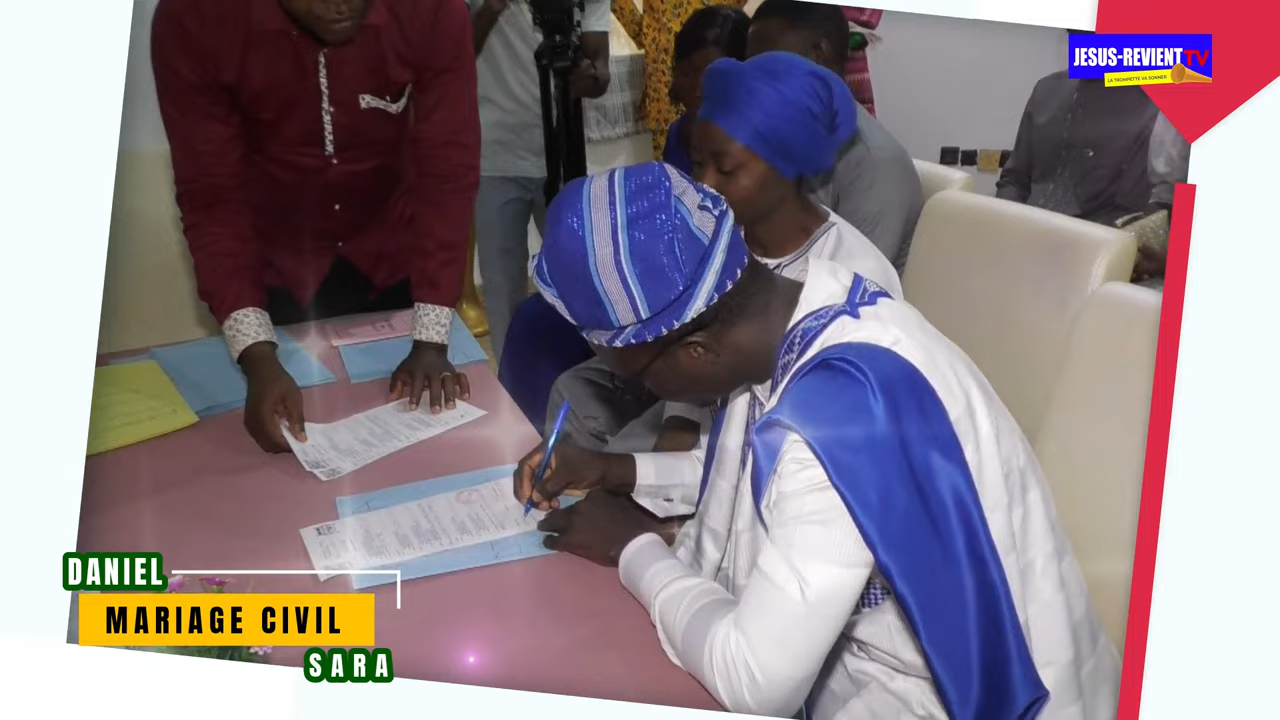 JESUS-REVIENT TV
LA TROMPETTE VA SONNER
DANIEL
MARIAGE CIVIL
SARA